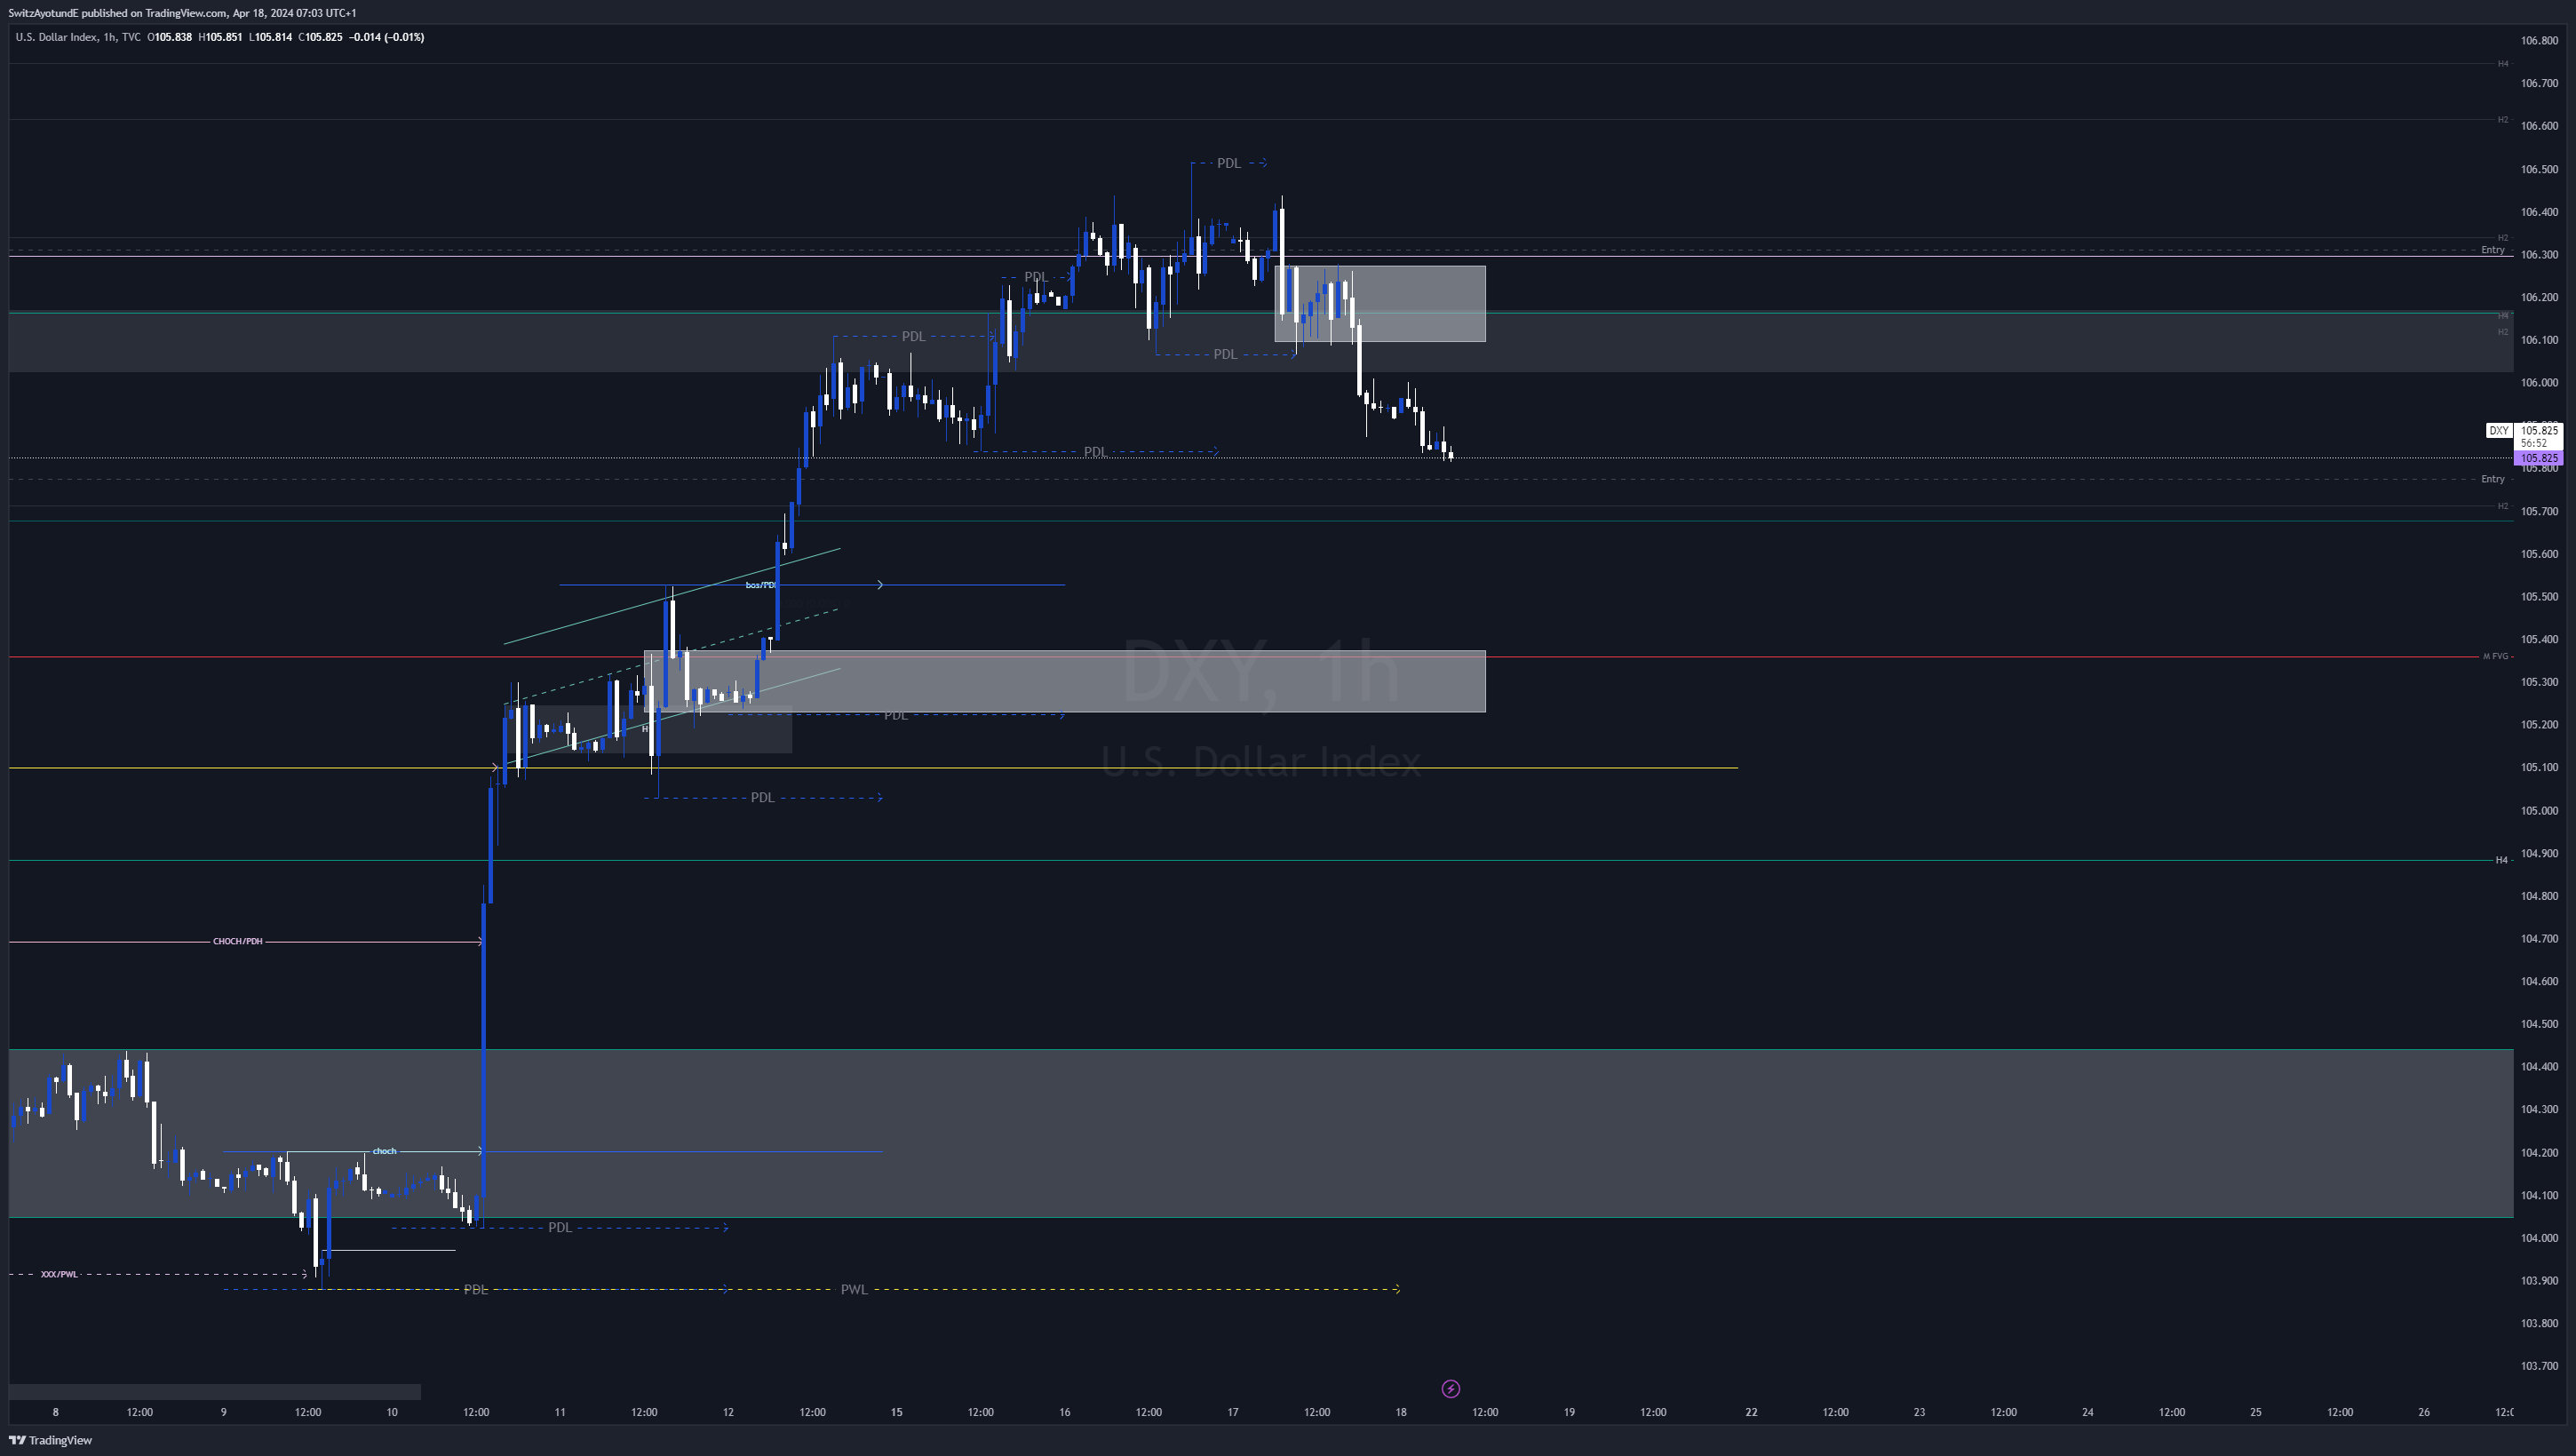 SwitzAyotundE published on TradingView.com, Apr 18, 2024 07:03 UTC+1
U.S. Dollar Index, 1h, TVC O105.838 H105.851 L105.814 C105.825 −0.014 (−0.01%)
106.800
H4
106.700
H2
106.600
PDL
106.500
106.400
H2
Entry
106.300
PDL
106.200
H4
H2
PDL
106.100
PDL
106.000
DXY 105.825
56:52
PDL
105.825
105.800
Entry
H2
105.700
105.600
bos/PD
105.500
DXY, 1h
105.400
M FVG
105.300
PDL
105.200
H
U.S. Dollar Index
105.100
PDL
105.000
H4
104.900
104.800
CHOCH/PDH
104.700
104.600
104.500
104.400
104.300
choch
104.200
104.100
PDL
104.000
XXX/PWL
103.900
PDL
PWL
103.800
103.700
8 12:00 9 12:00 10 12:00 11 12:00 12 12:00 15 12:00 16 12:00 17 12:00 18 12:00 19 12:00 22 12:00 23 12:00 24 12:00 25 12:00 26
TradingView